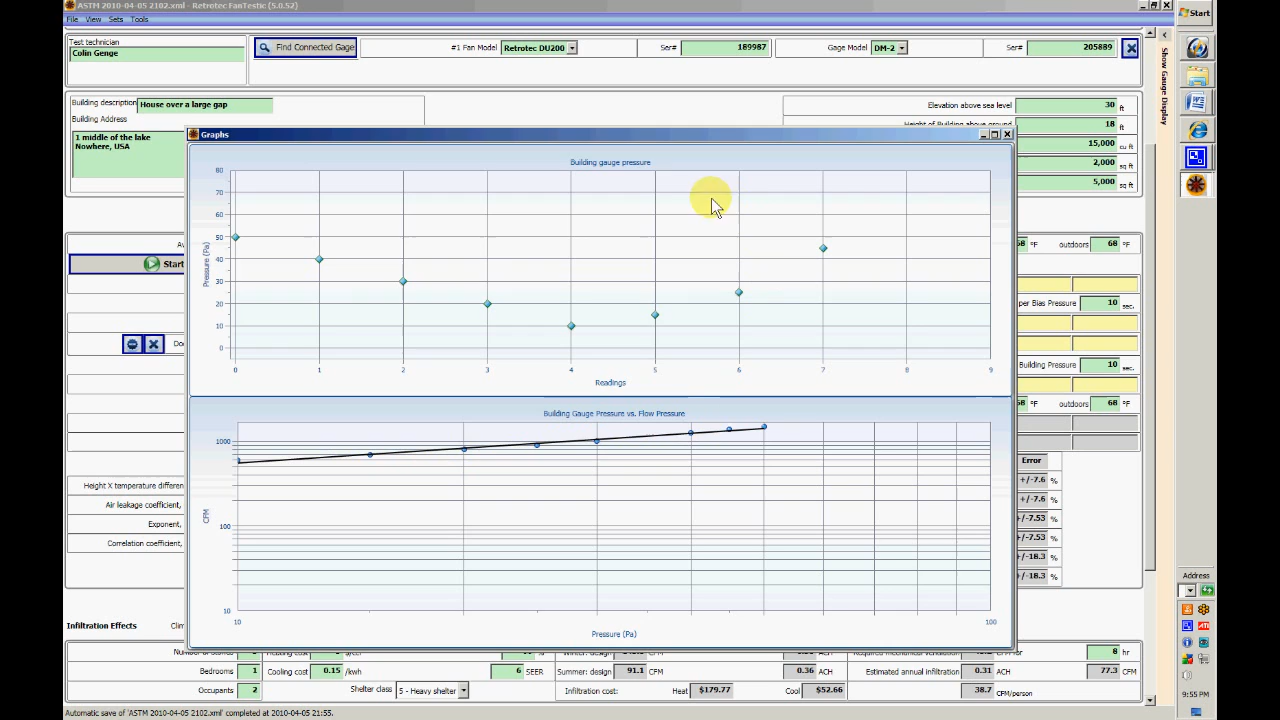 ASTM 2010-04-05 2102.xml - Retrotec FanTestic (5.0.52)
File View Sets Tools
Start
Test technician
Colin Genge
Find Connected Gage
#1 Fan Model Retrotec DU200 Ser# 189987 Gage Model DM-2 Ser# 205889
Show Gauge Display
Building description House over a large gap
Building Address
1 middle of the lake
Nowhere, USA
Elevation above sea level 30 ft
Height of Building above ground 18 ft
15,000 cu ft
2,000 sq ft
5,000 sq ft
Graphs
Building gauge pressure
80
70
60
50
40
30
20
10
0
Pressure (Pa)
0 1 2 3 4 5 6 7 8 9
Readings
Building Gauge Pressure vs. Flow Pressure
1000
100
10
CFM
10 100
Pressure (Pa)
Start
°F outdoors 68 °F
per Bias Pressure 10 sec.
Building Pressure 10 sec.
68 °F outdoors 68 °F
Error
+/-7.6 %
+/-7.6 %
+/-7.53 %
+/-7.53 %
+/-18.3 %
+/-18.3 %
Air leakage coefficient,
Exponent,
Correlation coefficient,
Infiltration Effects
8 hr
Bedrooms 1 Cooling cost 0.15 /kwh 6 SEER Summer: design 91.1 CFM 0.36 ACH Estimated annual infiltration 0.31 ACH 77.3 CFM
Occupants 2 Shelter class 5 - Heavy shelter Infiltration cost: Heat $179.77 Cool $52.66 38.7 CFM/person
Automatic save of 'ASTM 2010-04-05 2102.xml' completed at 2010-04-05 21:55.
Address
ATI
9:55 PM